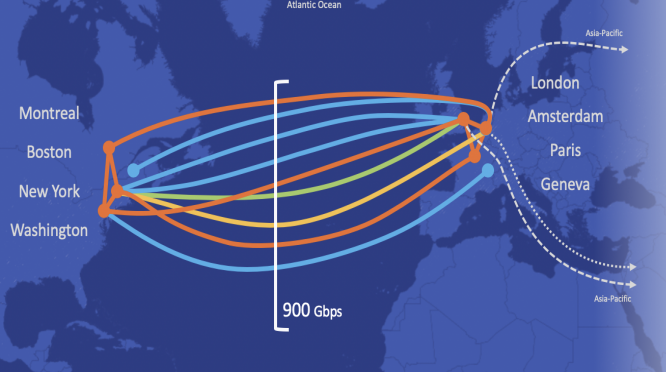 Atlantic Ocean
Asia-Pacific
London
Montreal
Amsterdam
Boston
Paris
New York
Geneva
Washington
Asia-Pacific
900 Gbps